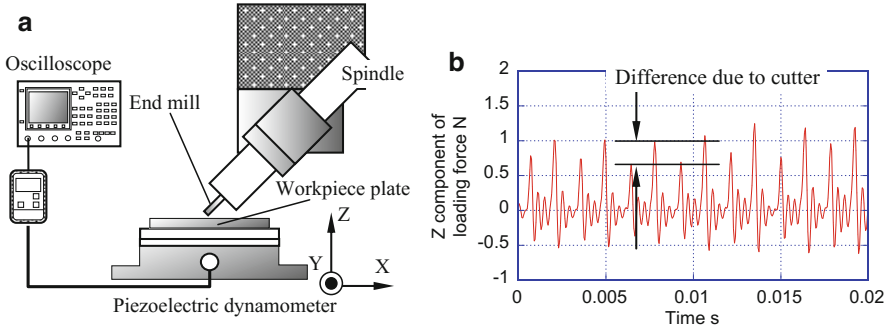 a
Oscilloscope
Spindle
End mill
Workpiece plate
Z
Y
X
Piezoelectric dynamometer
b
Difference due to cutter
Z component of
loading force N
2
1.5
1
0.5
0
-0.5
-1
0
0.005
0.01
0.015
0.02
Time s